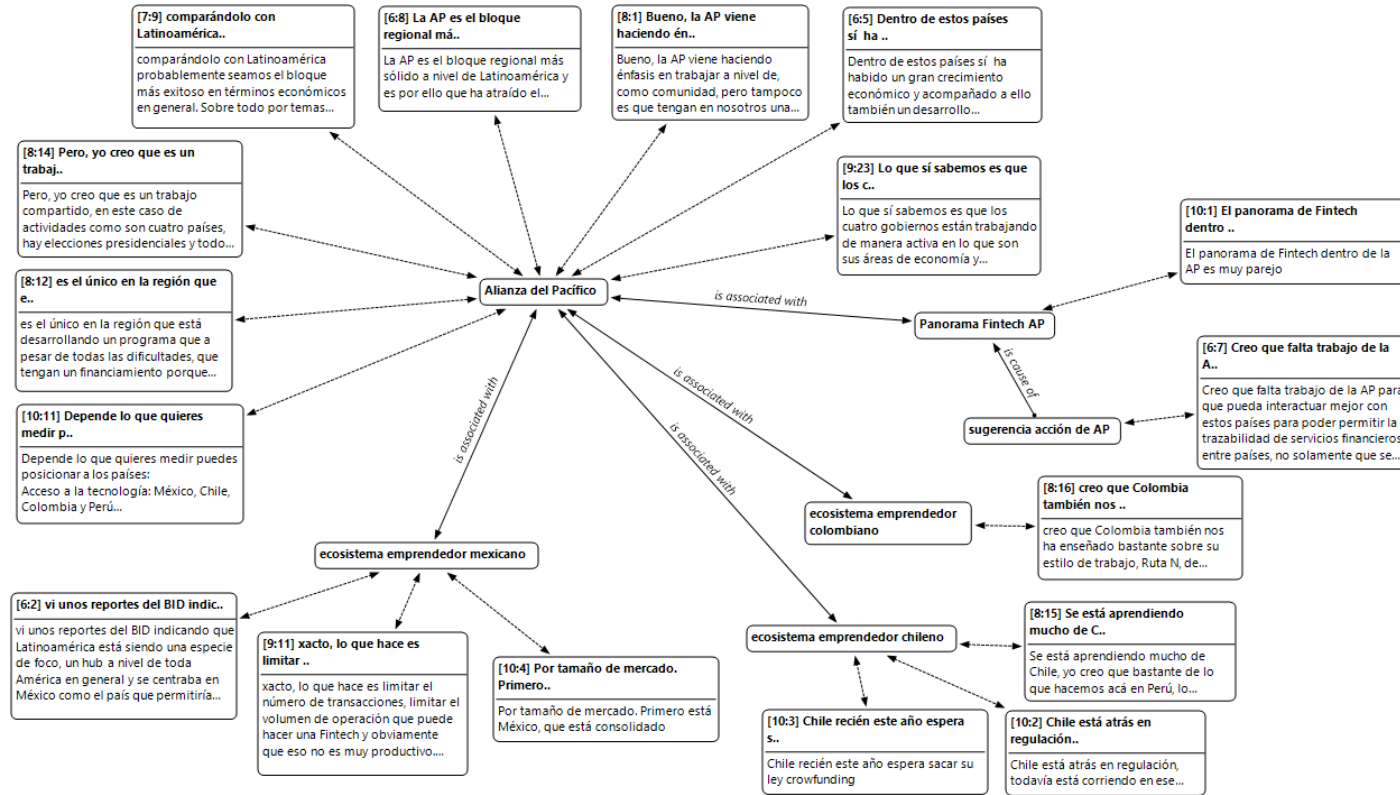 [7:9] comparándolo con
Latinoamérica..
comparándolo con Latinoamérica
probablemente seamos el bloque
más exitoso en términos económicos
en general. Sobre todo por temas...
[6:8] La AP es el bloque
regional má..
La AP es el bloque regional más
sólido a nivel de Latinoamérica y
es por ello que ha atraído el...
[8:1] Bueno, la AP viene
haciendo én..
Bueno, la AP viene haciendo
énfasis en trabajar a nivel de,
como comunidad, pero tampoco
es que tengan en nosotros una...
[6:5] Dentro de estos países
sí ha ..
Dentro de estos países sí ha
habido un gran crecimiento
económico y acompañado a ello
también un desarrollo...
[8:14] Pero, yo creo que es un
trabaj..
Pero, yo creo que es un trabajo
compartido, en este caso de
actividades como son cuatro países,
hay elecciones presidenciales y todo...
[9:23] Lo que sí sabemos es que
los c..
Lo que sí sabemos es que los
cuatro gobiernos están trabajando
de manera activa en lo que son
sus áreas de economía y...
[10:1] El panorama de Fintech
dentro ..
El panorama de Fintech dentro de la
AP es muy parejo
[8:12] es el único en la región que
e..
es el único en la región que está
desarrollando un programa que a
pesar de todas las dificultades, que
tengan un financiamiento porque...
Alianza del Pacífico
is associated with
Panorama Fintech AP
is cause of
[6:7] Creo que falta trabajo de la
A..
Creo que falta trabajo de la AP para
que pueda interactuar mejor con
estos países para poder permitir la
trazabilidad de servicios financieros
entre países, no solamente que se...
sugerencia acción de AP
[10:11] Depende lo que quieres
medir p..
Depende lo que quieres medir puedes
posicionar a los países:
Acceso a la tecnología: México, Chile,
Colombia y Perú...
is associated with
is associated with
is associated with
ecosistema emprendedor
colombiano
[8:16] creo que Colombia
también nos ..
creo que Colombia también nos
ha enseñado bastante sobre su
estilo de trabajo, Ruta N, de...
ecosistema emprendedor mexicano
[6:2] vi unos reportes del BID indic..
vi unos reportes del BID indicando que
Latinoamérica está siendo una especie
de foco, un hub a nivel de toda
América en general y se centraba en
México como el país que permitiría...
[9:11] xacto, lo que hace es
limitar ..
xacto, lo que hace es limitar el
número de transacciones, limitar el
volumen de operación que puede
hacer una Fintech y obviamente
que eso no es muy productivo....
[10:4] Por tamaño de mercado.
Primero..
Por tamaño de mercado. Primero está
México, que está consolidado
ecosistema emprendedor chileno
[8:15] Se está aprendiendo
mucho de C..
Se está aprendiendo mucho de
Chile, yo creo que bastante de lo
que hacemos acá en Perú, lo...
[10:3] Chile recién este año espera
s..
Chile recién este año espera sacar su
ley crowfunding
[10:2] Chile está atrás en
regulación..
Chile está atrás en regulación,
todavía está corriendo en ese...